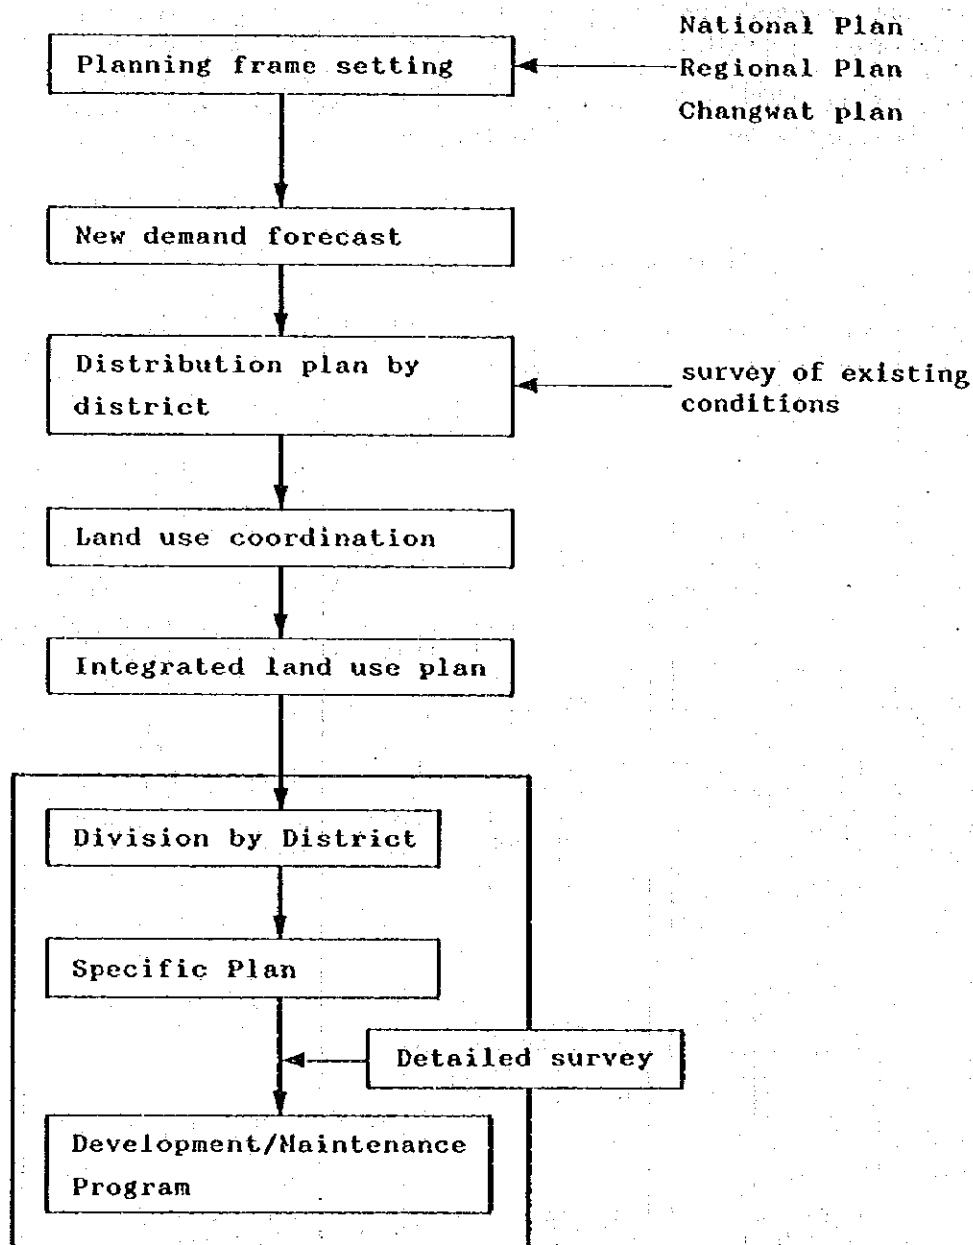 National Plan
Planning frame setting
Regional Plan
Changwat plan
New demand forecast
Distribution plan by
district
survey of existing
conditions
Land use coordination
Integrated land use plan
Division by District
Specific Plan
Detailed survey
Development/Maintenance
Program